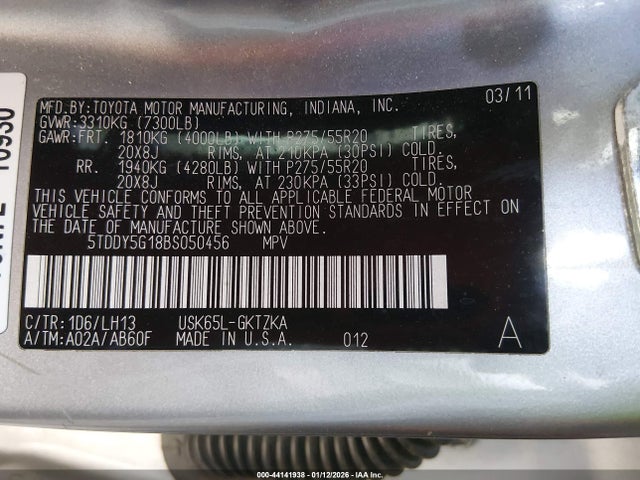 MFD.BY:TOYOTA MOTOR MANUFACTURING, INDIANA, INC. 03/11
GVWR:3310KG (7300LB)
GAWR:FRT. 1810KG (4000LB) WITH P275/55R20 TIRES,
20X8J RIMS, AT 210KPA (30PSI) COLD.
RR. 1940KG (4280LB) WITH P275/55R20 TIRES,
20X8J RIMS, AT 230KPA (33PSI) COLD.
THIS VEHICLE CONFORMS TO ALL APPLICABLE FEDERAL MOTOR
VEHICLE SAFETY AND THEFT PREVENTION STANDARDS IN EFFECT ON
THE DATE OF MANUFACTURE SHOWN ABOVE.
5TDDY5G18BS050456 MPV
C/TR:1D6/LH13 USK65L-GKTZKA
A/TM:A02A/AB60F MADE IN U.S.A. 012 A
000-44141938 - 01/12/2026 - IAA Inc.